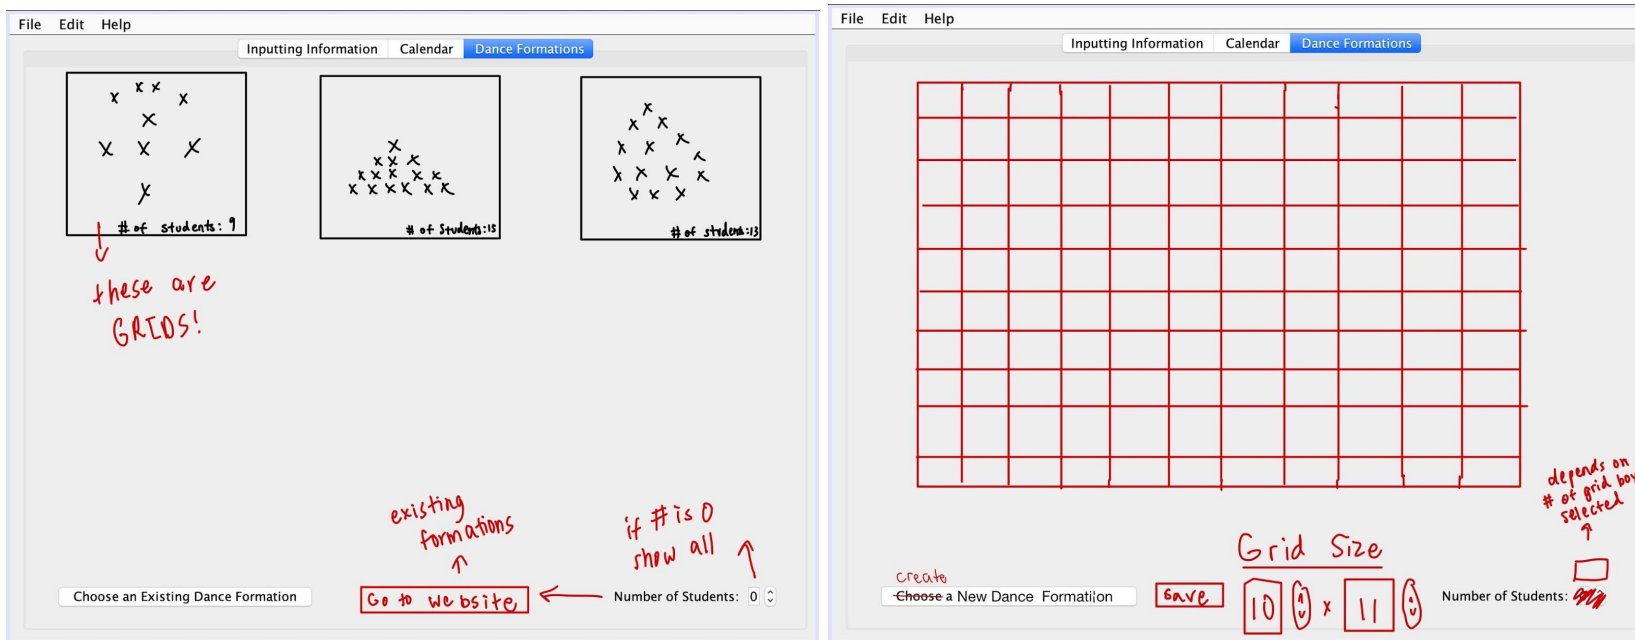 File Edit Help
Inputting Information Calendar Dance Formations
# of students: 9
# of Students:15
# of students:13
these are
GRIDS!
existing
formations
if # is 0
show all
Choose an Existing Dance Formation
Go to website
Number of Students: 0
File Edit Help
Inputting Information Calendar Dance Formations
depends on
# of grid box
selected
Grid Size
create
Choose a New Dance Formation
save
10 x 11
Number of Students: